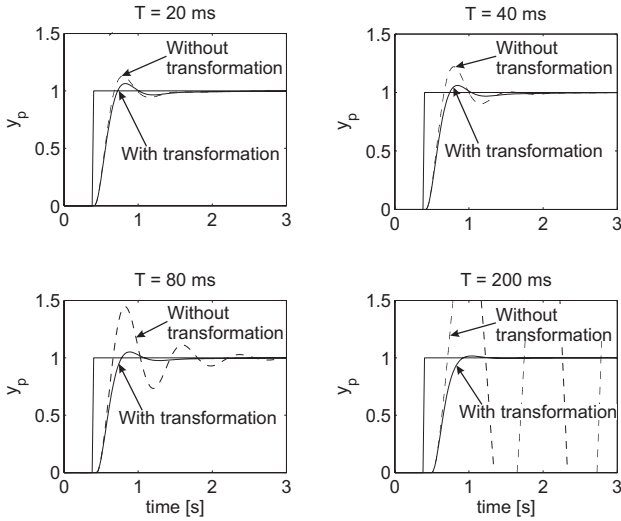 T = 20 ms
1.5
Without
transformation
1
y_p
0.5
With transformation
0
0
1
2
3
T = 40 ms
1.5
Without
transformation
1
y_p
0.5
With transformation
0
0
1
2
3
T = 80 ms
1.5
Without
transformation
1
y_p
0.5
With transformation
0
0
1
2
3
time [s]
T = 200 ms
1.5
Without
transformation
1
y_p
0.5
With transformation
0
0
1
2
3
time [s]